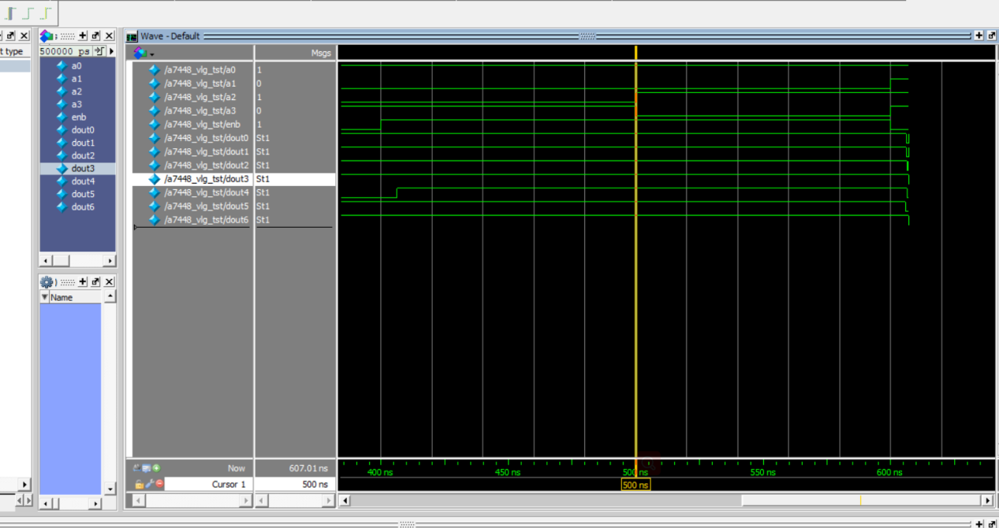 Wave - Default
t type
500000 ps
Msgs
a0
a1
a2
a3
enb
dout0
dout1
dout2
dout3
dout4
dout5
dout6
/a7448_vlg_tst/a0 1
/a7448_vlg_tst/a1 0
/a7448_vlg_tst/a2 1
/a7448_vlg_tst/a3 0
/a7448_vlg_tst/enb 1
/a7448_vlg_tst/dout0 St1
/a7448_vlg_tst/dout1 St1
/a7448_vlg_tst/dout2 St1
/a7448_vlg_tst/dout3 St1
/a7448_vlg_tst/dout4 St1
/a7448_vlg_tst/dout5 St1
/a7448_vlg_tst/dout6 St1
Name
Now 607.01 ns
400 ns 450 ns 500 ns 550 ns 600 ns
Cursor 1 500 ns
500 ns